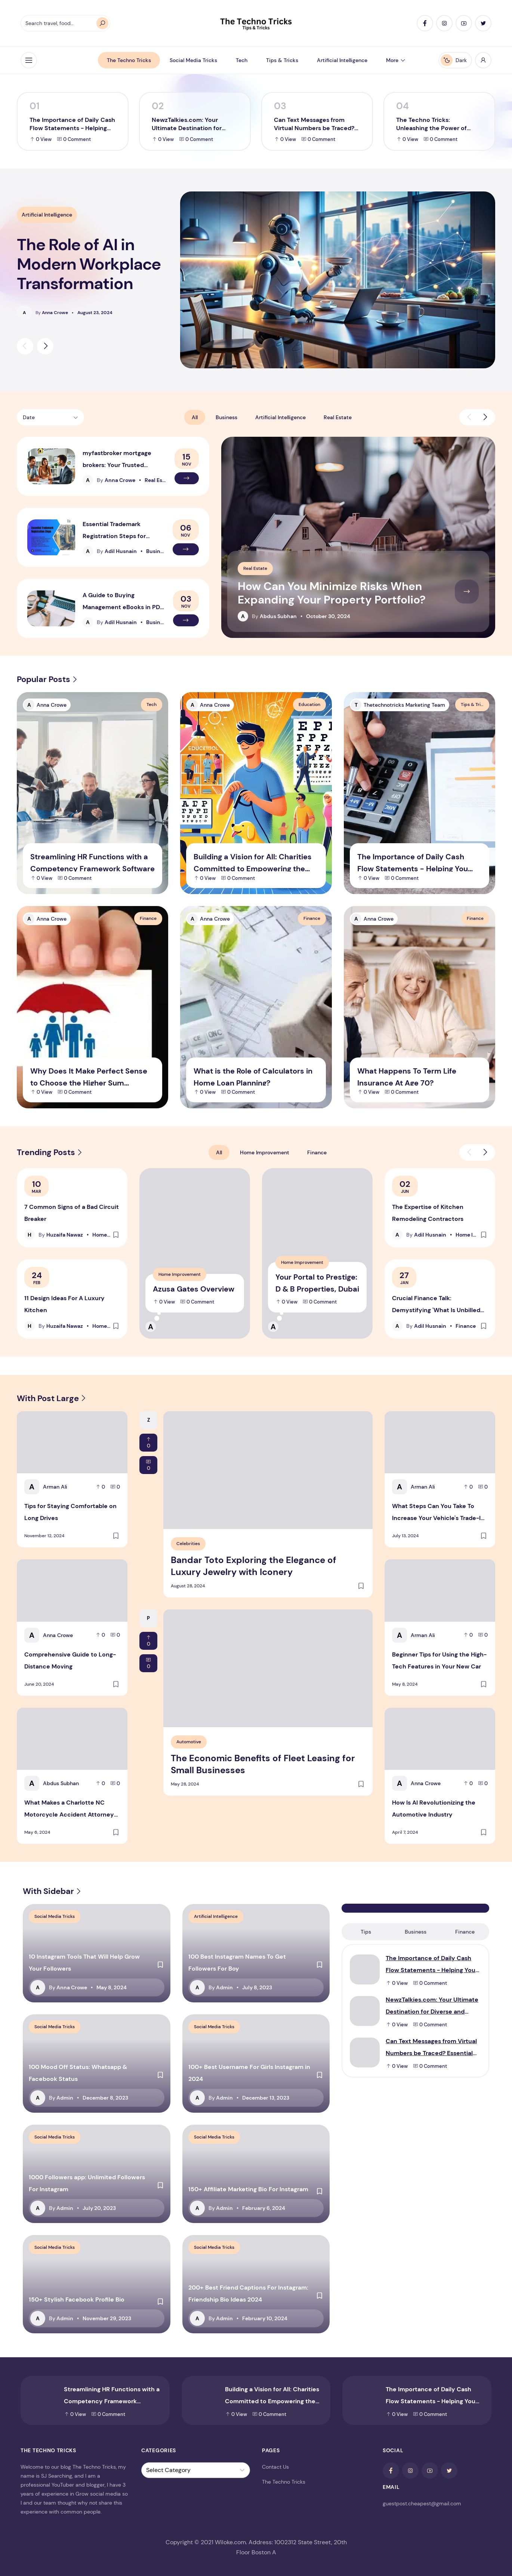 Search travel, food...
The Techno Tricks
Tips & Tricks
The Techno Tricks
Social Media Tricks
Tech
Tips & Tricks
Artificial Intelligence
More
Dark
01
The Importance of Daily Cash
Flow Statements - Helping...
0 View 0 Comment
02
NewzTalkies.com: Your
Ultimate Destination for...
0 View 0 Comment
03
Can Text Messages from
Virtual Numbers be Traced?...
0 View 0 Comment
04
The Techno Tricks:
Unleashing the Power of...
0 View 0 Comment
Artificial Intelligence
The Role of AI in
Modern Workplace
Transformation
A By Anna Crowe • August 23, 2024
Date
All
Business
Artificial Intelligence
Real Estate
myfastbroker mortgage
brokers: Your Trusted...
A By Anna Crowe • Real Es...
15
NOV
Essential Trademark
Registration Steps for...
A By Adil Husnain • Busin...
06
NOV
A Guide to Buying
Management eBooks in PD...
A By Adil Husnain • Busin...
03
NOV
Real Estate
How Can You Minimize Risks When
Expanding Your Property Portfolio?
A By Abdus Subhan • October 30, 2024
Popular Posts
A Anna Crowe
Tech
Streamlining HR Functions with a
Competency Framework Software
0 View 0 Comment
A Anna Crowe
Education
Building a Vision for All: Charities
Committed to Empowering the...
0 View 0 Comment
T Thetechnotricks Marketing Team
Tips & Tri...
The Importance of Daily Cash
Flow Statements - Helping You...
0 View 0 Comment
A Anna Crowe
Finance
Why Does It Make Perfect Sense
to Choose the Higher Sum...
0 View 0 Comment
A Anna Crowe
Finance
What is the Role of Calculators in
Home Loan Planning?
0 View 0 Comment
A Anna Crowe
Finance
What Happens To Term Life
Insurance At Age 70?
0 View 0 Comment
Trending Posts
All
Home Improvement
Finance
10
MAR
7 Common Signs of a Bad Circuit
Breaker
H By Huzaifa Nawaz • Home...
24
FEB
11 Design Ideas For A Luxury
Kitchen
H By Huzaifa Nawaz • Home...
Home Improvement
Azusa Gates Overview
0 View 0 Comment
A
Home Improvement
Your Portal to Prestige:
D & B Properties, Dubai
0 View 0 Comment
A
02
JUN
The Expertise of Kitchen
Remodeling Contractors
A By Adil Husnain • Home I...
27
JAN
Crucial Finance Talk:
Demystifying 'What Is Unbilled...
A By Adil Husnain • Finance
With Post Large
A Arman Ali 0 0
Tips for Staying Comfortable on
Long Drives
November 12, 2024
A Anna Crowe 0 0
Comprehensive Guide to Long-
Distance Moving
June 20, 2024
A Abdus Subhan 0 0
What Makes a Charlotte NC
Motorcycle Accident Attorney...
May 8, 2024
Z
0
0
Celebrities
Bandar Toto Exploring the Elegance of
Luxury Jewelry with Iconery
August 28, 2024
P
0
0
Automotive
The Economic Benefits of Fleet Leasing for
Small Businesses
May 28, 2024
A Arman Ali 0 0
What Steps Can You Take To
Increase Your Vehicle's Trade-I...
July 13, 2024
A Arman Ali 0 0
Beginner Tips for Using the High-
Tech Features in Your New Car
May 9, 2024
A Anna Crowe 0 0
How Is AI Revolutionizing the
Automotive Industry
April 7, 2024
With Sidebar
Social Media Tricks
10 Instagram Tools That Will Help Grow
Your Followers
A By Anna Crowe • May 6, 2024
Artificial Intelligence
100 Best Instagram Names To Get
Followers For Boy
A By Admin • July 8, 2023
Social Media Tricks
100 Mood Off Status: Whatsapp &
Facebook Status
A By Admin • December 8, 2023
Social Media Tricks
100+ Best Username For Girls Instagram in
2024
A By Admin • December 13, 2023
Social Media Tricks
1000 Followers app: Unlimited Followers
For Instagram
A By Admin • July 20, 2023
Social Media Tricks
150+ Affiliate Marketing Bio For Instagram
A By Admin • February 6, 2024
Social Media Tricks
150+ Stylish Facebook Profile Bio
A By Admin • November 29, 2023
Social Media Tricks
200+ Best Friend Captions For Instagram:
Friendship Bio Ideas 2024
A By Admin • February 10, 2024
Tips
Business
Finance
The Importance of Daily Cash
Flow Statements - Helping You...
0 View 0 Comment
NewzTalkies.com: Your Ultimate
Destination for Diverse and...
0 View 0 Comment
Can Text Messages from Virtual
Numbers be Traced? Essential...
0 View 0 Comment
Streamlining HR Functions with a
Competency Framework...
0 View 0 Comment
Building a Vision for All: Charities
Committed to Empowering the...
0 View 0 Comment
The Importance of Daily Cash
Flow Statements - Helping You...
0 View 0 Comment
THE TECHNO TRICKS
Welcome to our blog The Techno Tricks, my
name is SJ Searching, and I am a
professional YouTuber and blogger, I have 3
years of experience in Grow social media so
I and our team thought why not share this
experience with common people.
CATEGORIES
Select Category
PAGES
Contact Us
The Techno Tricks
SOCIAL
EMAIL
guestpost.cheapest@gmail.com
Copyright © 2021 Wiloke.com. Address: 1002312 State Street, 20th
Floor Boston A